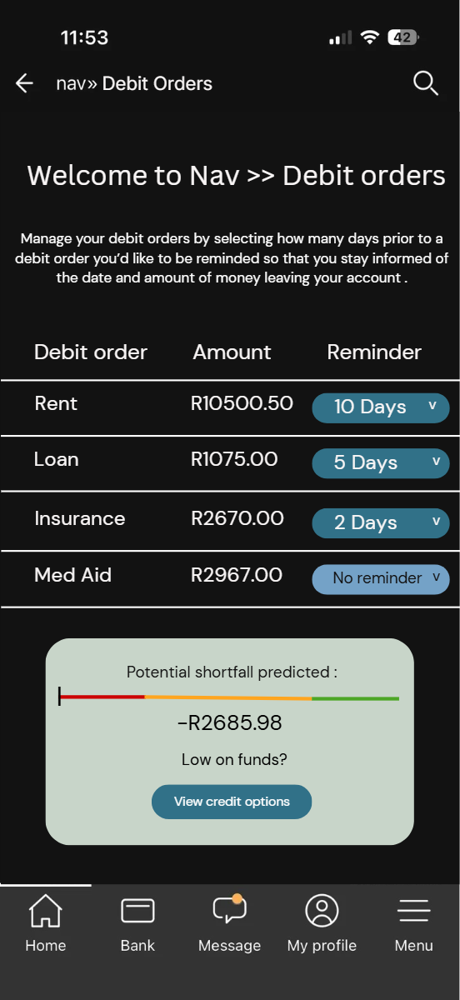 11:53
42
nav» Debit Orders
Welcome to Nav >> Debit orders
Manage your debit orders by selecting how many days prior to a
debit order you’d like to be reminded so that you stay informed of
the date and amount of money leaving your account .
Debit order Amount Reminder
Rent R10500.50 10 Days v
Loan R1075.00 5 Days v
Insurance R2670.00 2 Days v
Med Aid R2967.00 No reminder v
Potential shortfall predicted :
-R2685.98
Low on funds?
View credit options
Home Bank Message My profile Menu